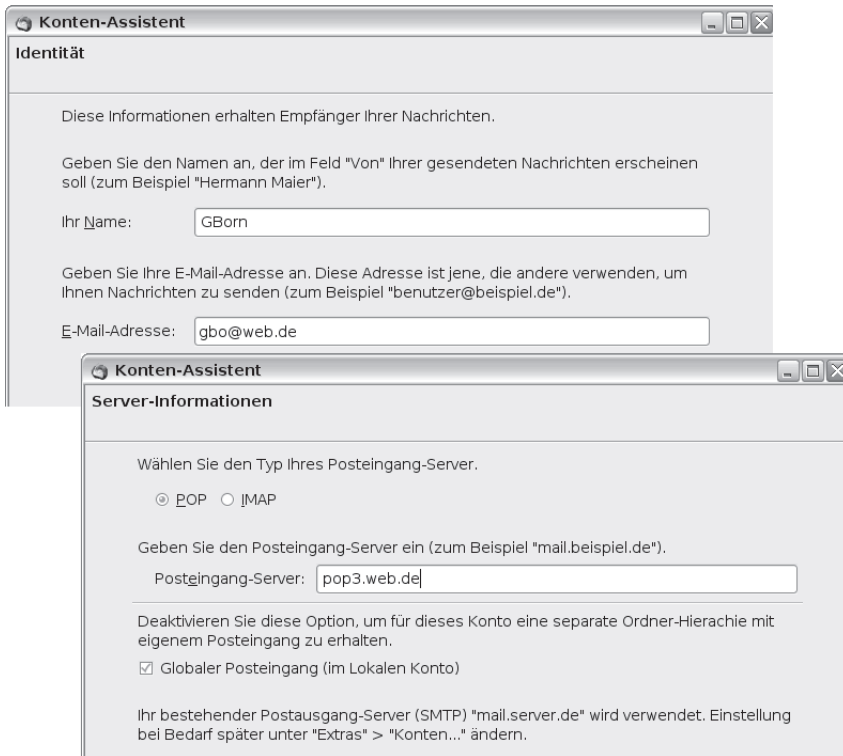 Konten-Assistent
Identität
Diese Informationen erhalten Empfänger Ihrer Nachrichten.
Geben Sie den Namen an, der im Feld "Von" Ihrer gesendeten Nachrichten erscheinen
soll (zum Beispiel "Hermann Maier").
Ihr Name: GBorn
Geben Sie Ihre E-Mail-Adresse an. Diese Adresse ist jene, die andere verwenden, um
Ihnen Nachrichten zu senden (zum Beispiel "benutzer@beispiel.de").
E-Mail-Adresse: gbo@web.de
Konten-Assistent
Server-Informationen
Wählen Sie den Typ Ihres Posteingang-Server.
POP IMAP
Geben Sie den Posteingang-Server ein (zum Beispiel "mail.beispiel.de").
Posteingang-Server: pop3.web.de
Deaktivieren Sie diese Option, um für dieses Konto eine separate Ordner-Hierachie mit
eigenem Posteingang zu erhalten.
Globaler Posteingang (im Lokalen Konto)
Ihr bestehender Postausgang-Server (SMTP) "mail.server.de" wird verwendet. Einstellung
bei Bedarf später unter "Extras" > "Konten..." ändern.